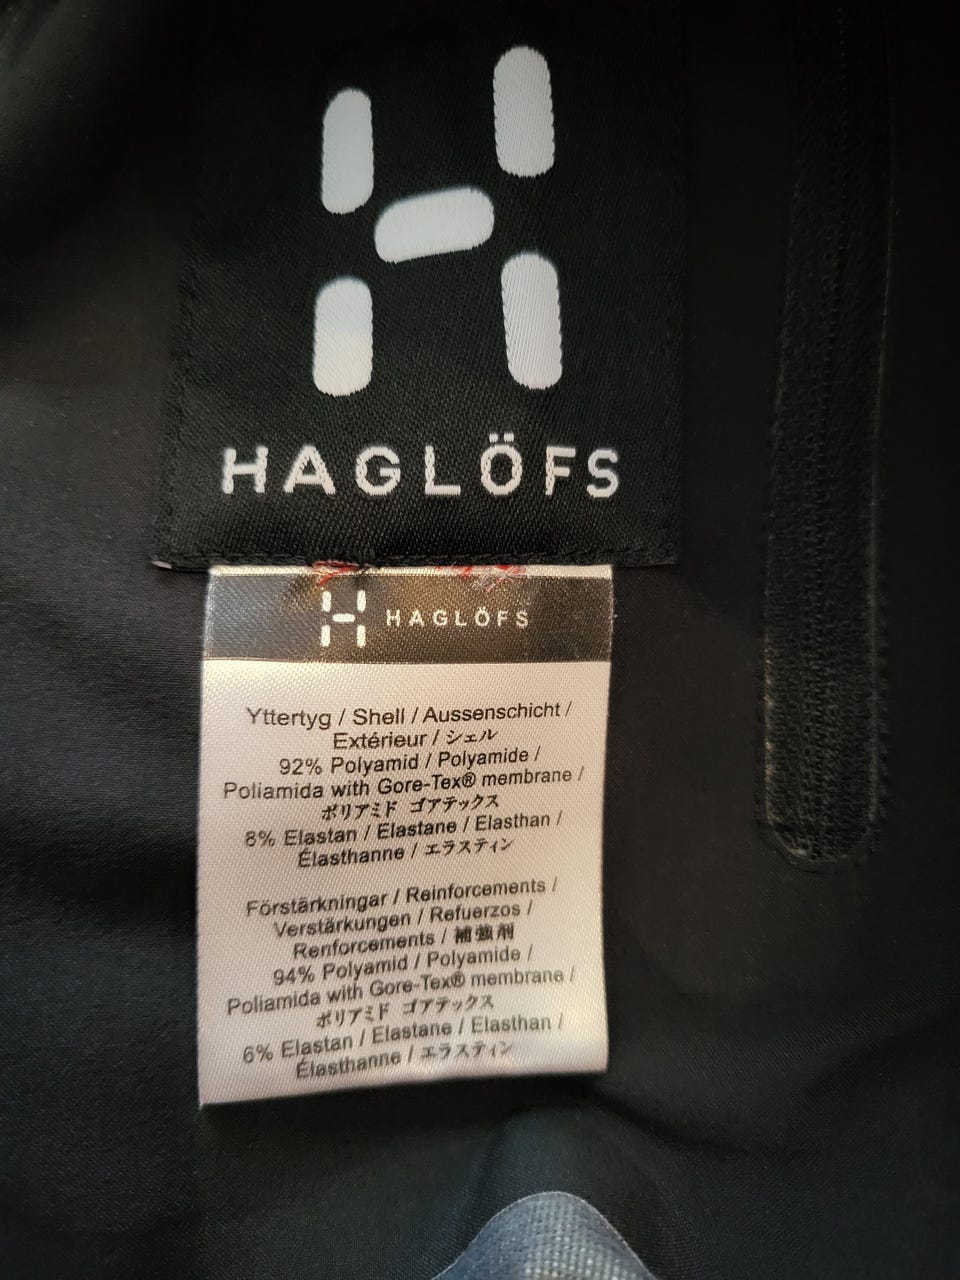 HAGLÖFS
HAGLÖFS
Yttertyg / Shell / Aussenschicht /
Extérieur / シェル
92% Polyamid / Polyamide /
Poliamida with Gore-Tex® membrane /
ポリアミド ゴアテックス
8% Elastan / Elastane / Elasthan /
Élasthanne / エラスティン
Förstärkningar / Reinforcements /
Verstärkungen / Refuerzos /
Renforcements / 補強剤
94% Polyamid / Polyamide /
Poliamida with Gore-Tex® membrane /
ポリアミド ゴアテックス
6% Elastan / Elastane / Elasthan /
Élasthanne / エラスティン